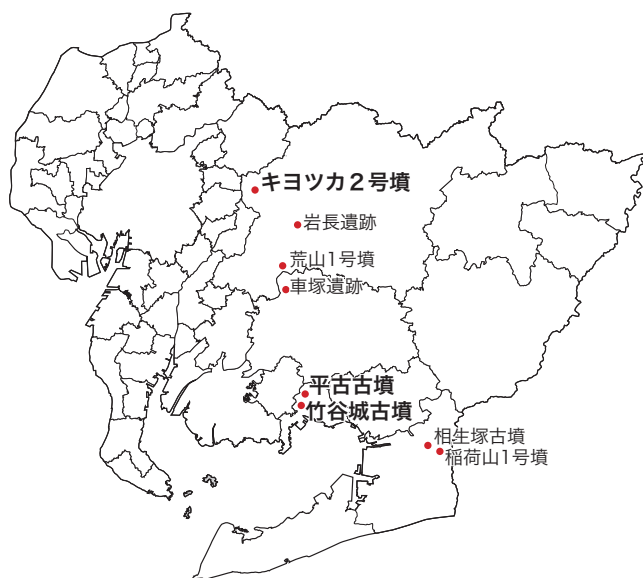 キヨツカ２号墳
岩長遺跡
荒山1号墳
車塚遺跡
平古古墳
竹谷城古墳
相生塚古墳
稲荷山1号墳